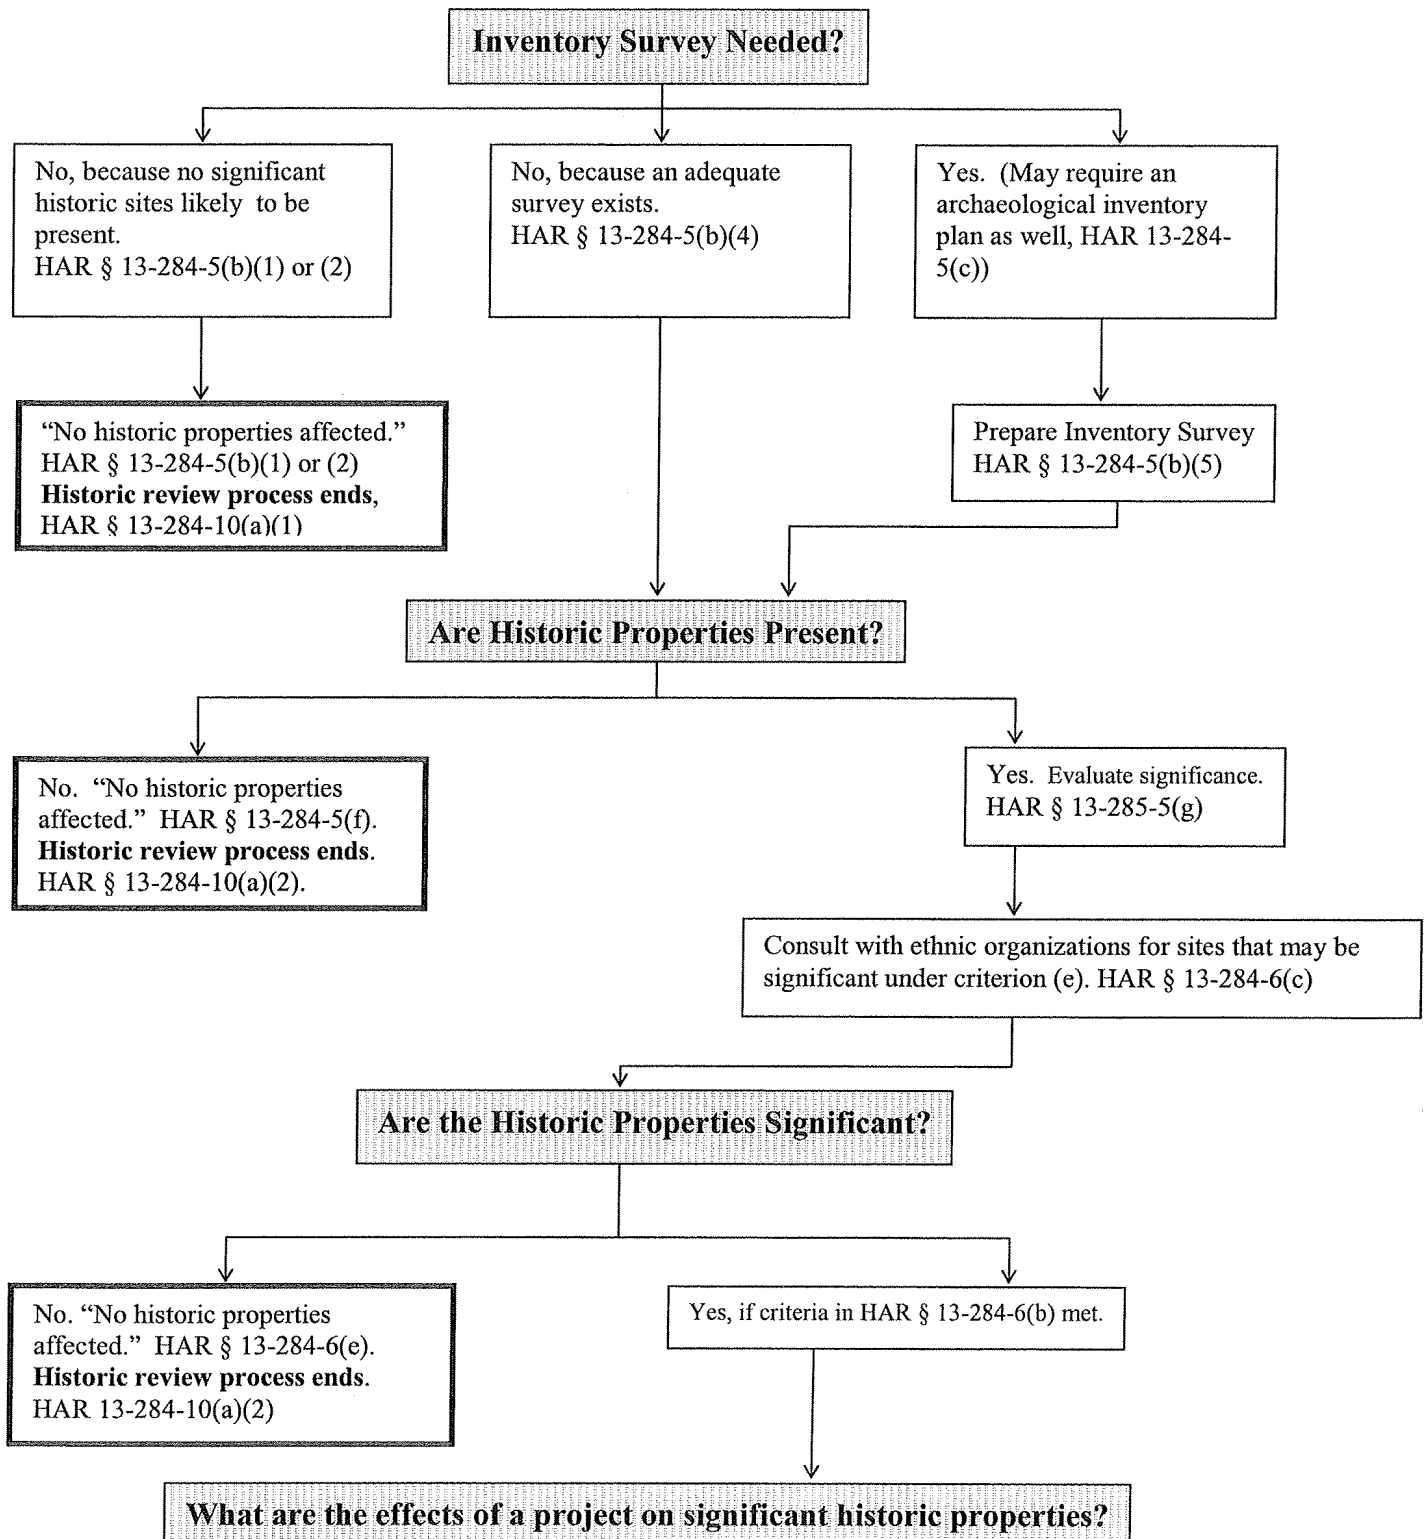 Inventory Survey Needed?
No, because no significant
historic sites likely to be
present.
HAR § 13-284-5(b)(1) or (2)
No, because an adequate
survey exists.
HAR § 13-284-5(b)(4)
Yes. (May require an
archaeological inventory
plan as well, HAR 13-284-
5(c))
“No historic properties affected.”
HAR § 13-284-5(b)(1) or (2)
Historic review process ends,
HAR § 13-284-10(a)(1)
Prepare Inventory Survey
HAR § 13-284-5(b)(5)
Are Historic Properties Present?
No. “No historic properties
affected.” HAR § 13-284-5(f).
Historic review process ends.
HAR § 13-284-10(a)(2).
Yes. Evaluate significance.
HAR § 13-285-5(g)
Consult with ethnic organizations for sites that may be
significant under criterion (e). HAR § 13-284-6(c)
Are the Historic Properties Significant?
No. “No historic properties
affected.” HAR § 13-284-6(e).
Historic review process ends.
HAR 13-284-10(a)(2)
Yes, if criteria in HAR § 13-284-6(b) met.
What are the effects of a project on significant historic properties?